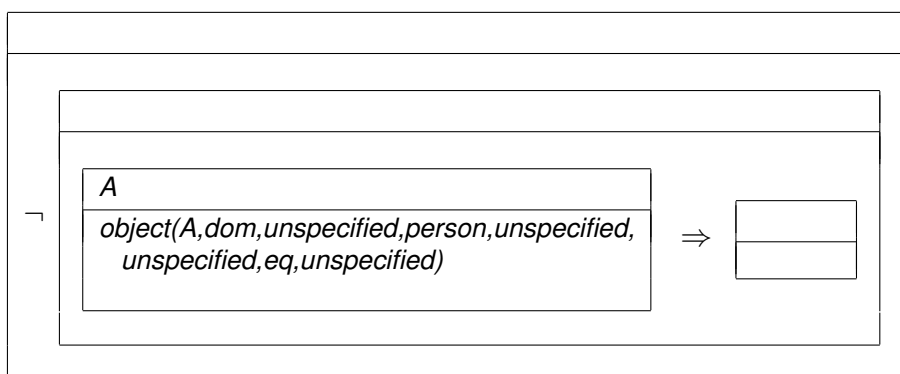 A
object(A,dom,unspecified,person,unspecified,
¬ ⇒
unspecified,eq,unspecified)